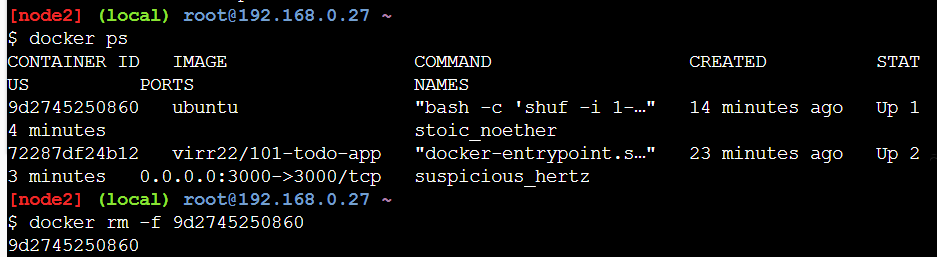 [node2] (local) root@192.168.0.27 ~
$ docker ps
CONTAINER ID   IMAGE                 COMMAND                  CREATED          STAT
US         PORTS                    NAMES
9d2745250860   ubuntu                "bash -c 'shuf -i 1-…"   14 minutes ago   Up 1
4 minutes                            stoic_noether
72287df24b12   virr22/101-todo-app   "docker-entrypoint.s…"   23 minutes ago   Up 2
3 minutes   0.0.0.0:3000->3000/tcp   suspicious_hertz
[node2] (local) root@192.168.0.27 ~
$ docker rm -f 9d2745250860
9d2745250860